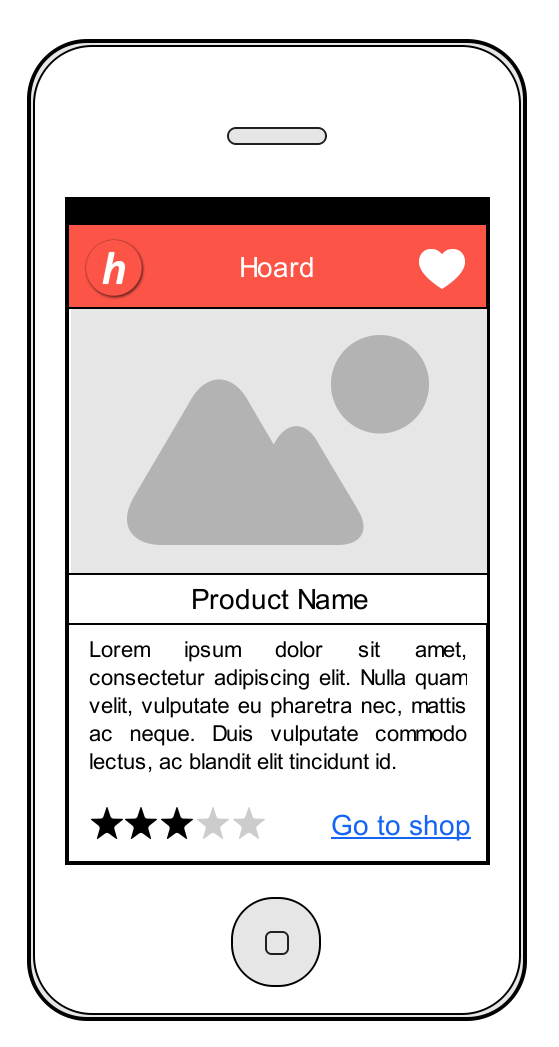 h
Hoard
Product Name
Lorem ipsum dolor sit amet,
consectetur adipiscing elit. Nulla quam
velit, vulputate eu pharetra nec, mattis
ac neque. Duis vulputate commodo
lectus, ac blandit elit tincidunt id.
Go to shop